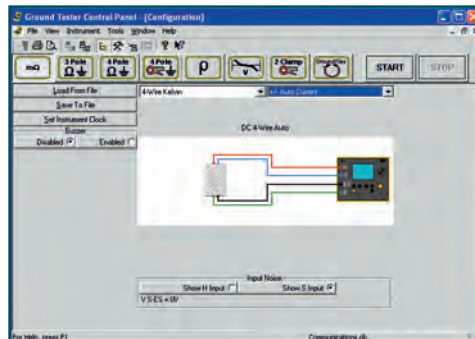 Ground Tester Control Panel - [Configuration]
File View Instrument Tools Window Help
mΩ 3 Pole Ω 4 Pole Ω 4 Pole ρ V 2 Clamp START STOP
Load From File
Save To File
Set Instrument Clock
Buzzer
Disabled Enabled
4-Wire Kelvin +/- Auto Current
DC 4-Wire Auto
Input Noise
Show H Input Show S Input
V S-ES =
For Help, press F1 Communications ok.